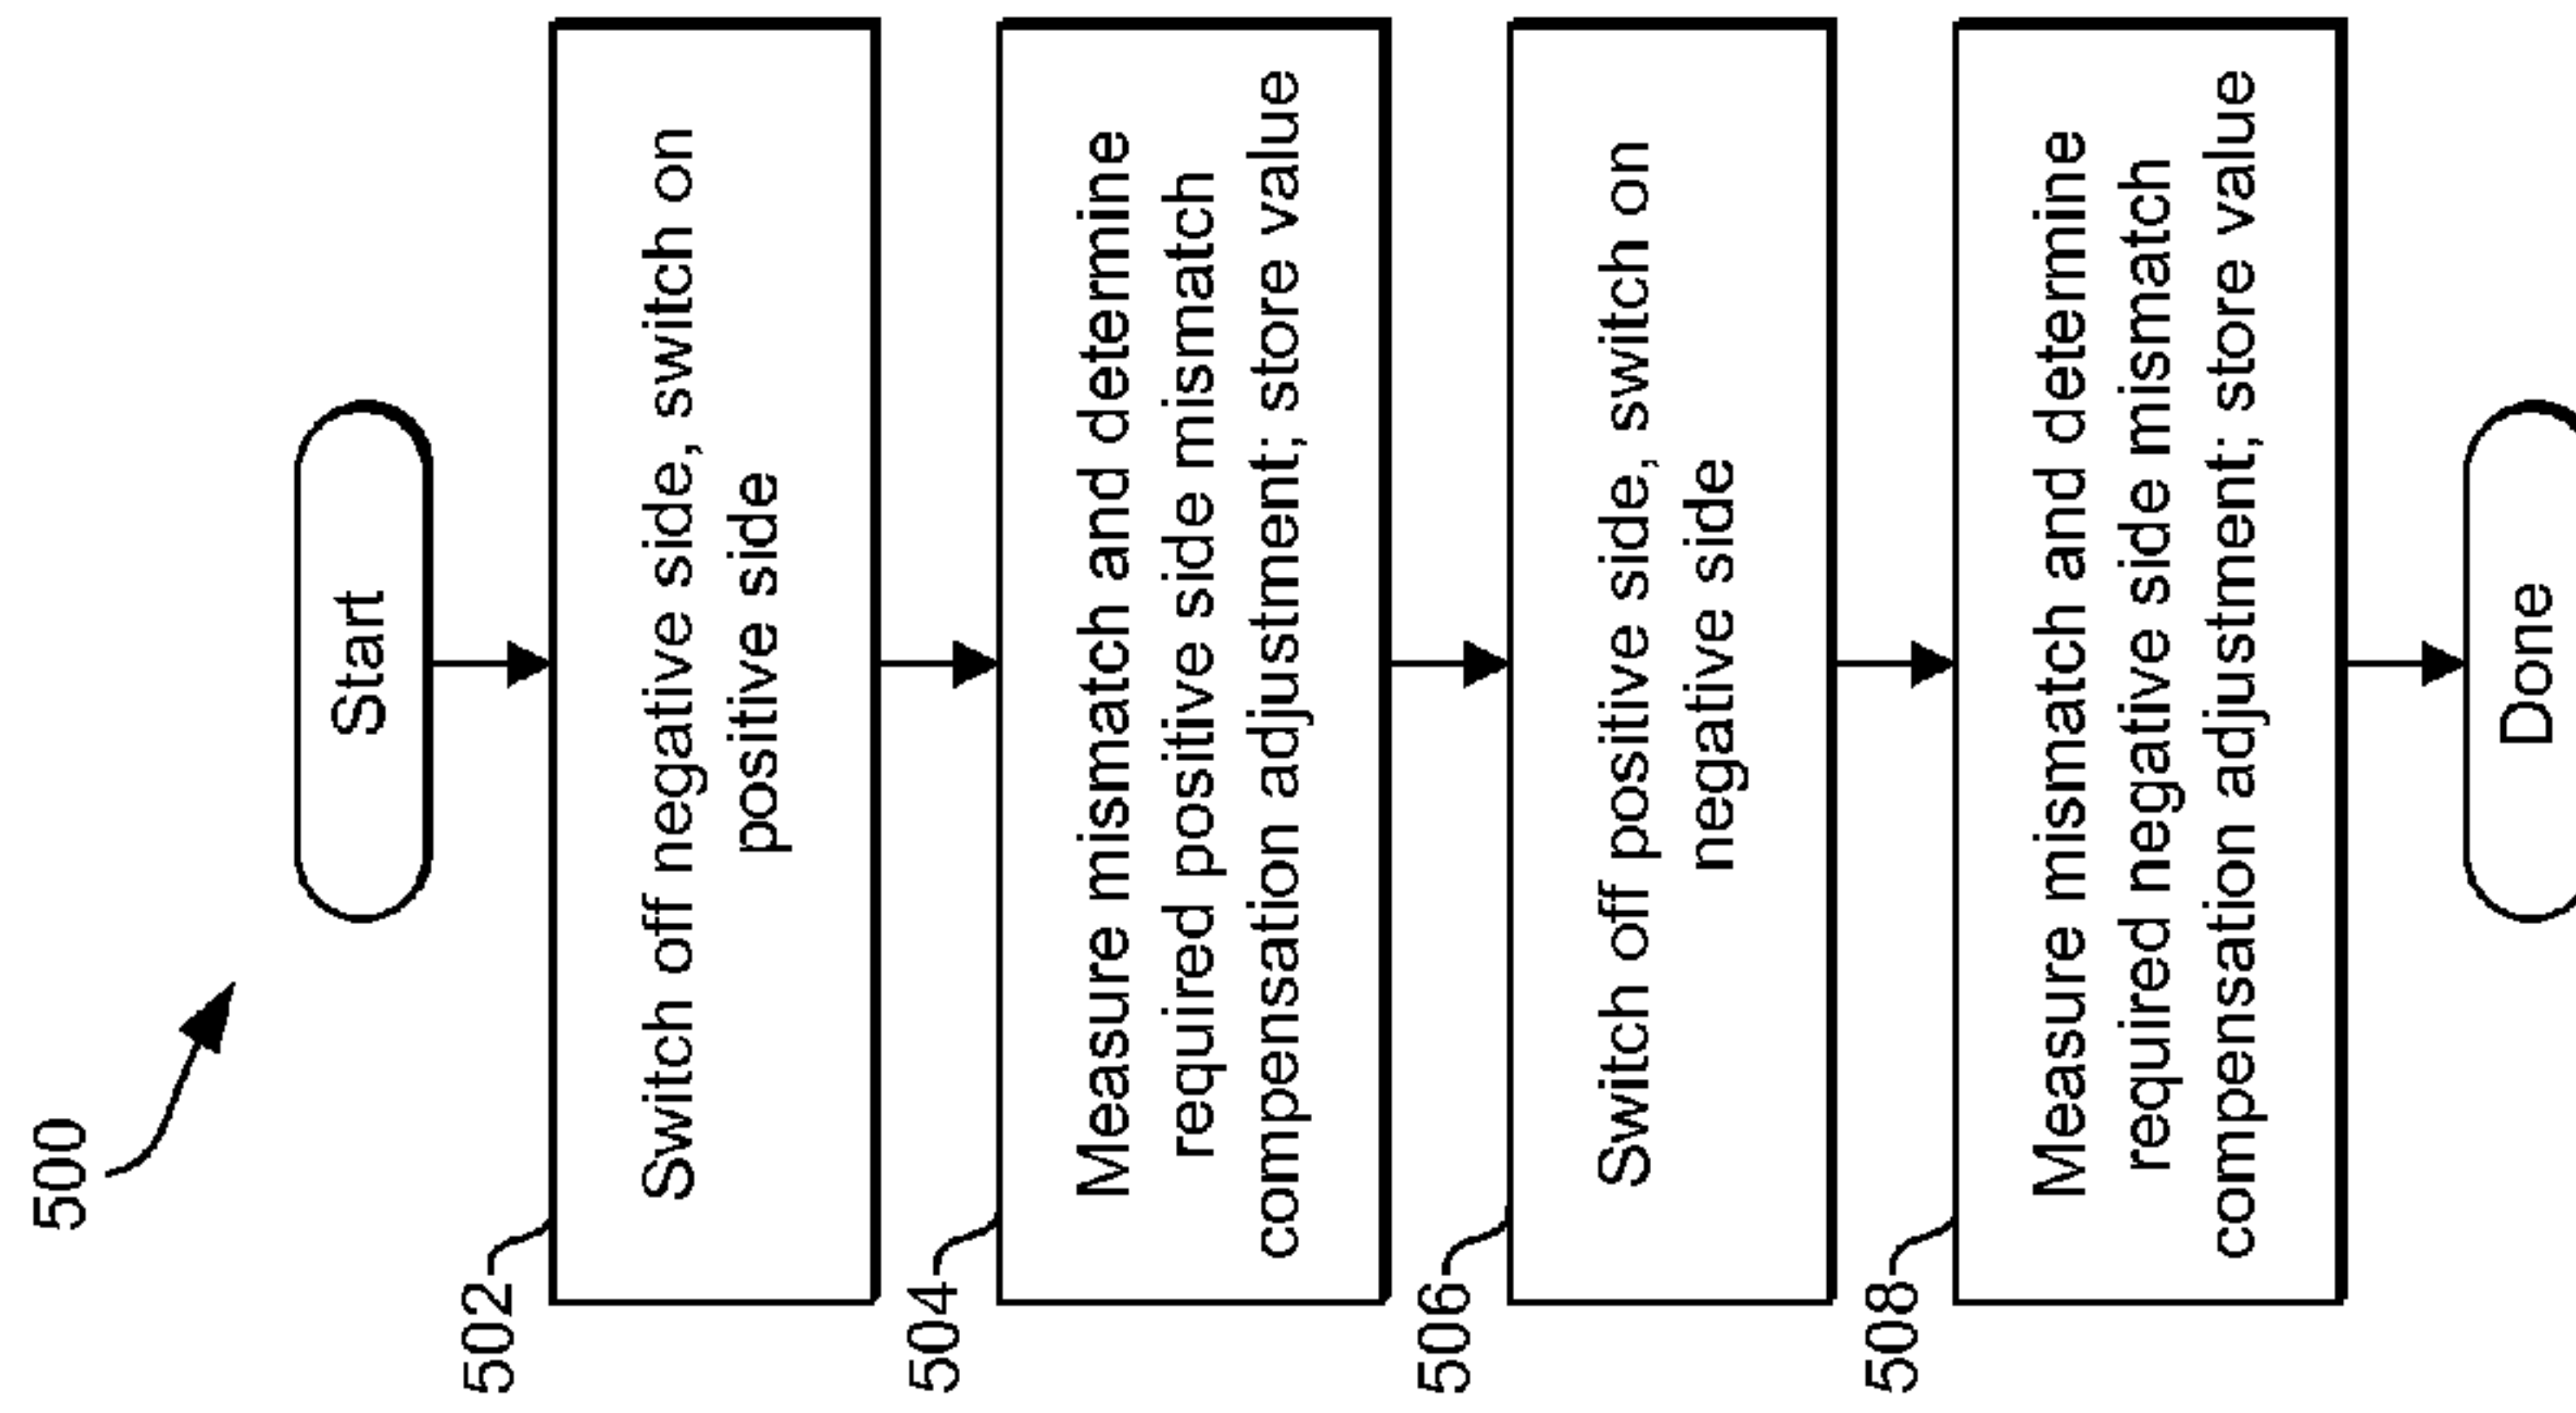 500
Start
502
Switch off negative side, switch on
positive side
504
Measure mismatch and determine
required positive side mismatch
compensation adjustment; store value
506
Switch off positive side, switch on
negative side
508
Measure mismatch and determine
required negative side mismatch
compensation adjustment; store value
Done